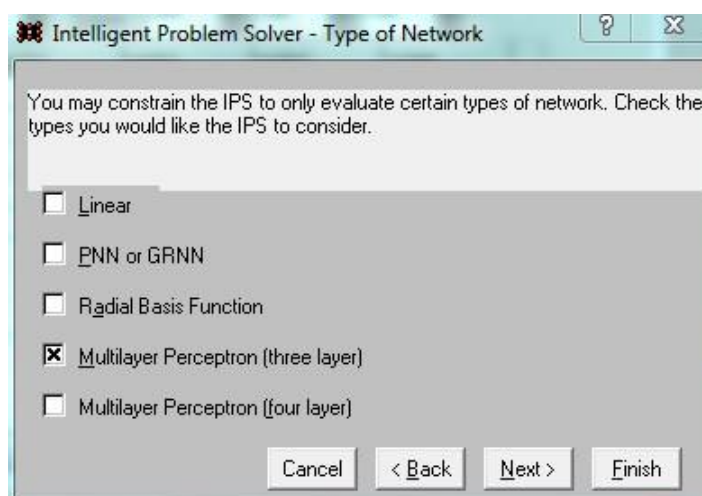 Intelligent Problem Solver - Type of Network
You may constrain the IPS to only evaluate certain types of network. Check the
types you would like the IPS to consider.
Linear
PNN or GRNN
Radial Basis Function
Multilayer Perceptron (three layer)
Multilayer Perceptron (four layer)
Cancel < Back Next > Finish